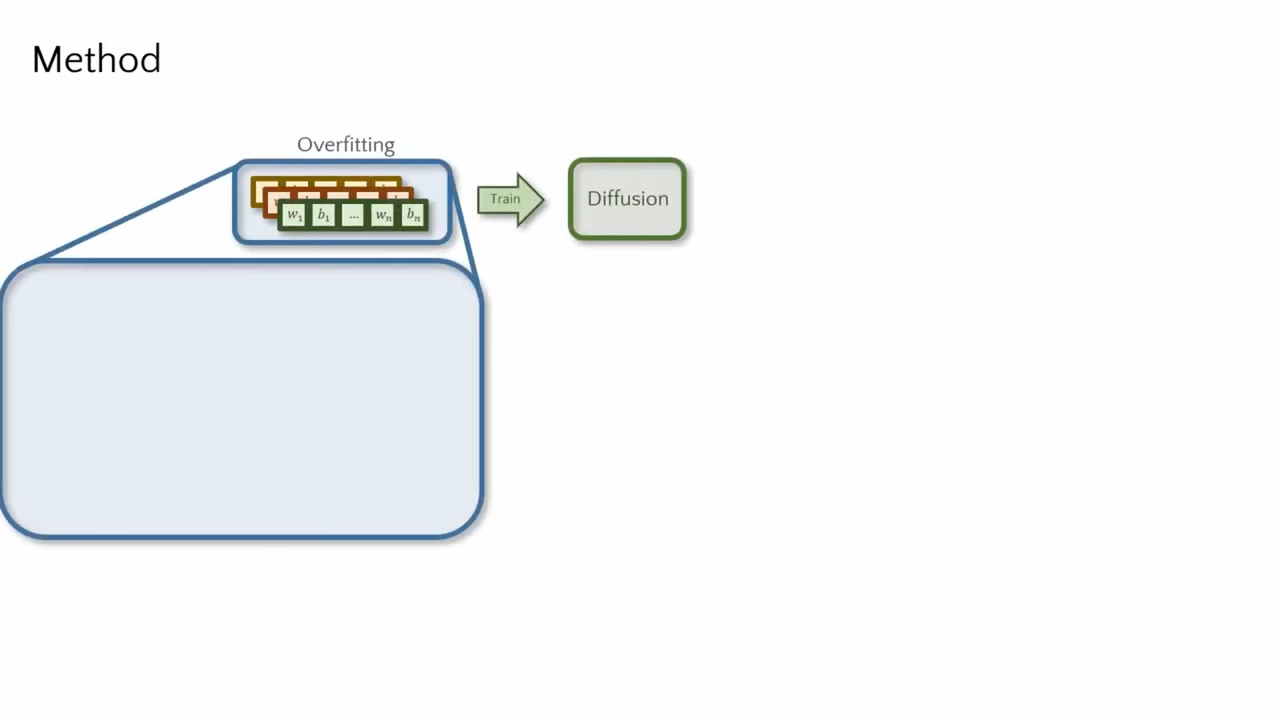 Method
Overfitting
w₁ b₁ ... wₙ bₙ
Train
Diffusion